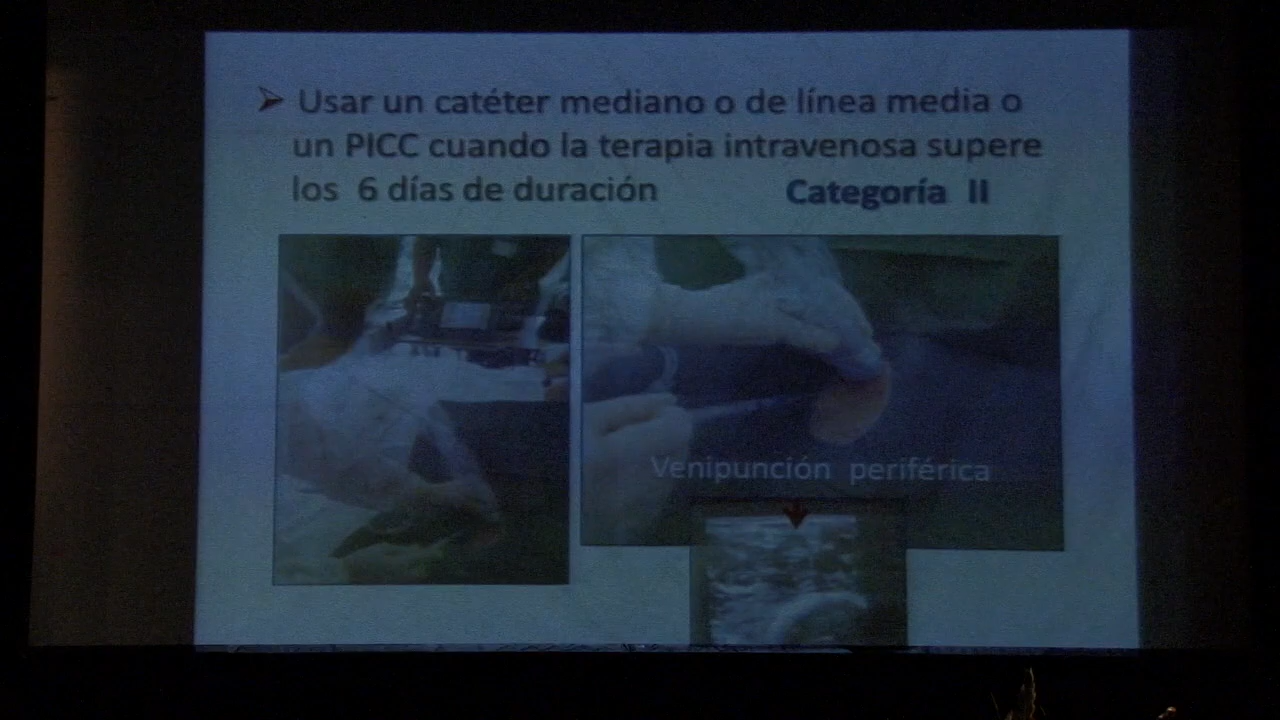 Usar un catéter mediano o de línea media o
un PICC cuando la terapia intravenosa supere
los 6 días de duración Categoría II
Venipunción periférica